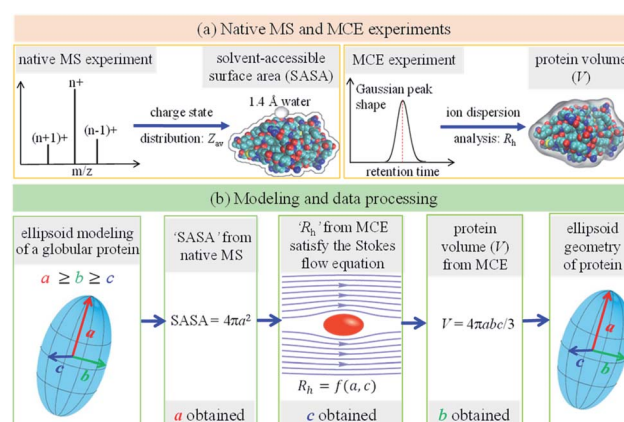 (a) Native MS and MCE experiments
native MS experiment
n+
(n+1)+
(n-1)+
m/z
charge state
distribution: Zav
solvent-accessible
surface area (SASA)
1.4 Å water
MCE experiment
Gaussian peak
shape
retention time
ion dispersion
analysis: Rh
protein volume
(V)
(b) Modeling and data processing
ellipsoid modeling
of a globular protein
a ≥ b ≥ c
a
c
b
'SASA' from
native MS
SASA = 4πa²
a obtained
'Rh' from MCE
satisfy the Stokes
flow equation
Rh = f(a, c)
c obtained
protein
volume (V)
from MCE
V = 4πabc/3
b obtained
ellipsoid
geometry
of protein
a
c
b